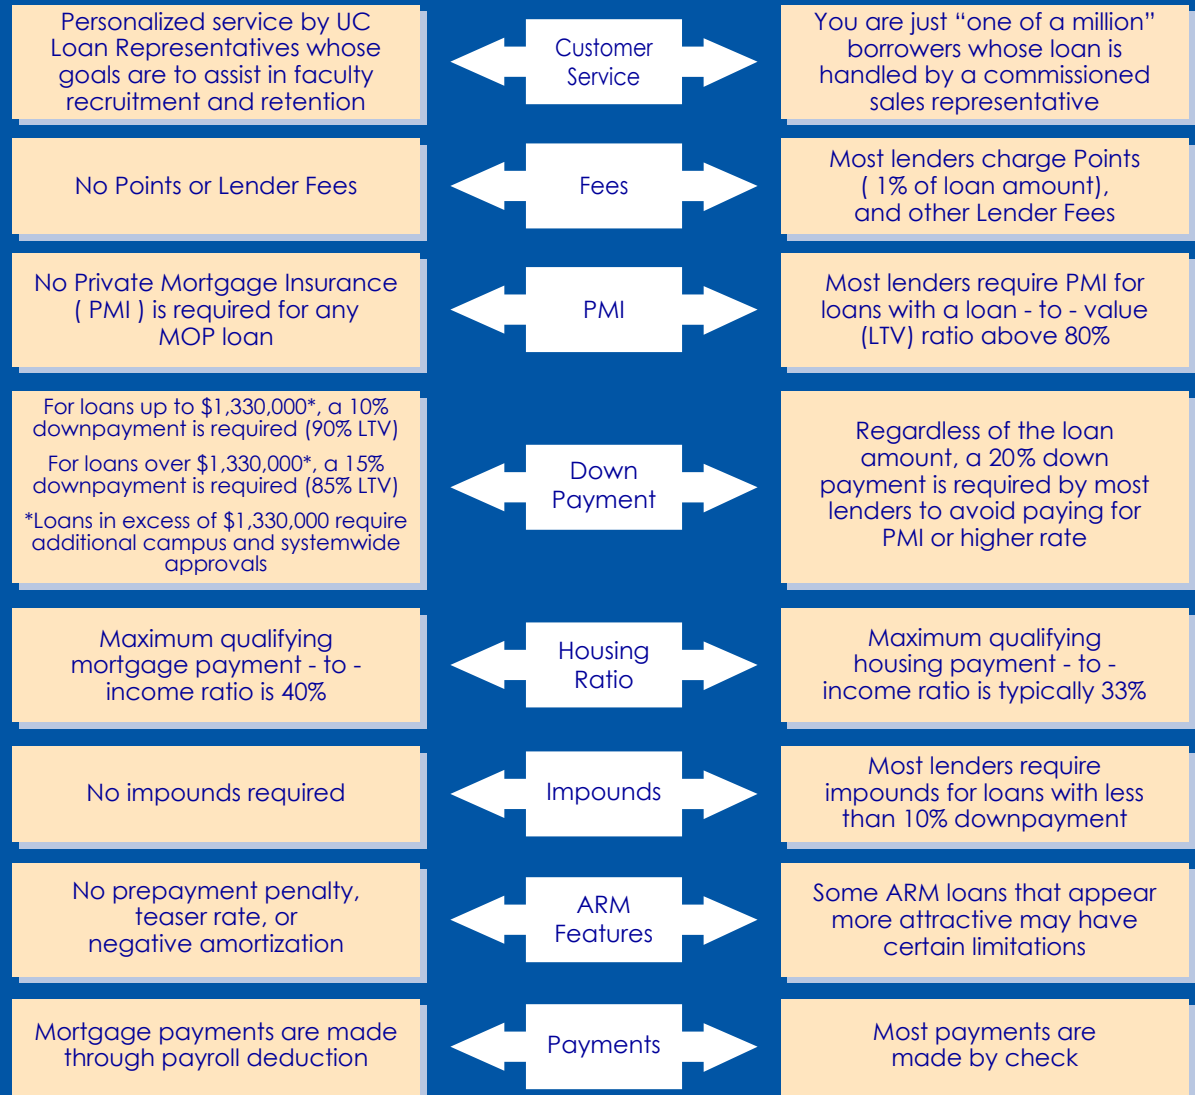 Personalized service by UC
Loan Representatives whose
goals are to assist in faculty
recruitment and retention
Customer
Service
You are just “one of a million”
borrowers whose loan is
handled by a commissioned
sales representative
No Points or Lender Fees
Fees
Most lenders charge Points
( 1% of loan amount),
and other Lender Fees
No Private Mortgage Insurance
( PMI ) is required for any
MOP loan
PMI
Most lenders require PMI for
loans with a loan - to - value
(LTV) ratio above 80%
For loans up to $1,330,000*, a 10%
downpayment is required (90% LTV)
For loans over $1,330,000*, a 15%
downpayment is required (85% LTV)
*Loans in excess of $1,330,000 require
additional campus and systemwide
approvals
Down
Payment
Regardless of the loan
amount, a 20% down
payment is required by most
lenders to avoid paying for
PMI or higher rate
Maximum qualifying
mortgage payment - to -
income ratio is 40%
Housing
Ratio
Maximum qualifying
housing payment - to -
income ratio is typically 33%
No impounds required
Impounds
Most lenders require
impounds for loans with less
than 10% downpayment
No prepayment penalty,
teaser rate, or
negative amortization
ARM
Features
Some ARM loans that appear
more attractive may have
certain limitations
Mortgage payments are made
through payroll deduction
Payments
Most payments are
made by check